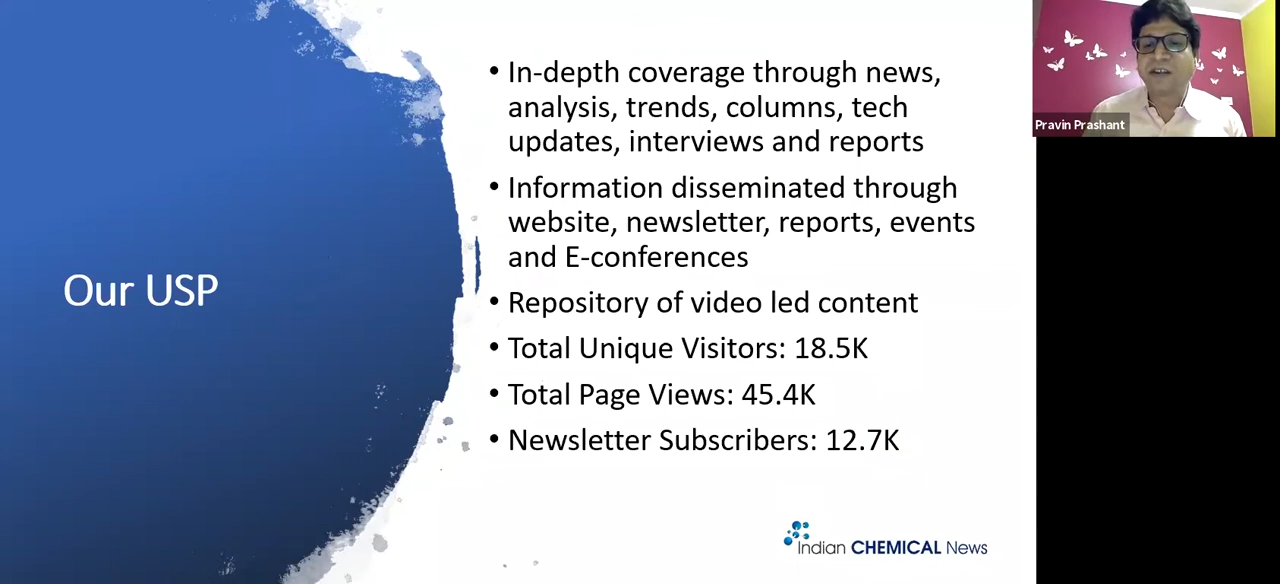 Our USP
• In-depth coverage through news,
analysis, trends, columns, tech
updates, interviews and reports
• Information disseminated through
website, newsletter, reports, events
and E-conferences
• Repository of video led content
• Total Unique Visitors: 18.5K
• Total Page Views: 45.4K
• Newsletter Subscribers: 12.7K
Indian CHEMICAL News
Pravin Prashant